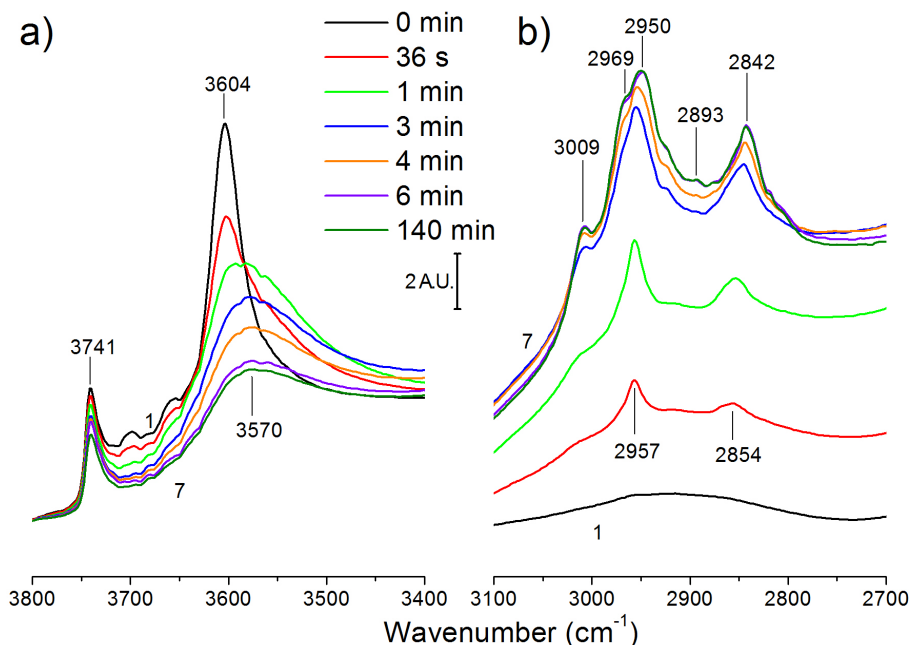 a)
3604
3741
1
7
3570
0 min
36 s
1 min
3 min
4 min
6 min
140 min
2 A.U.
b)
2950
2969
2842
2893
3009
7
2957
2854
1
3800 3700 3600 3500 3400 3100 3000 2900 2800 2700
Wavenumber (cm⁻¹)